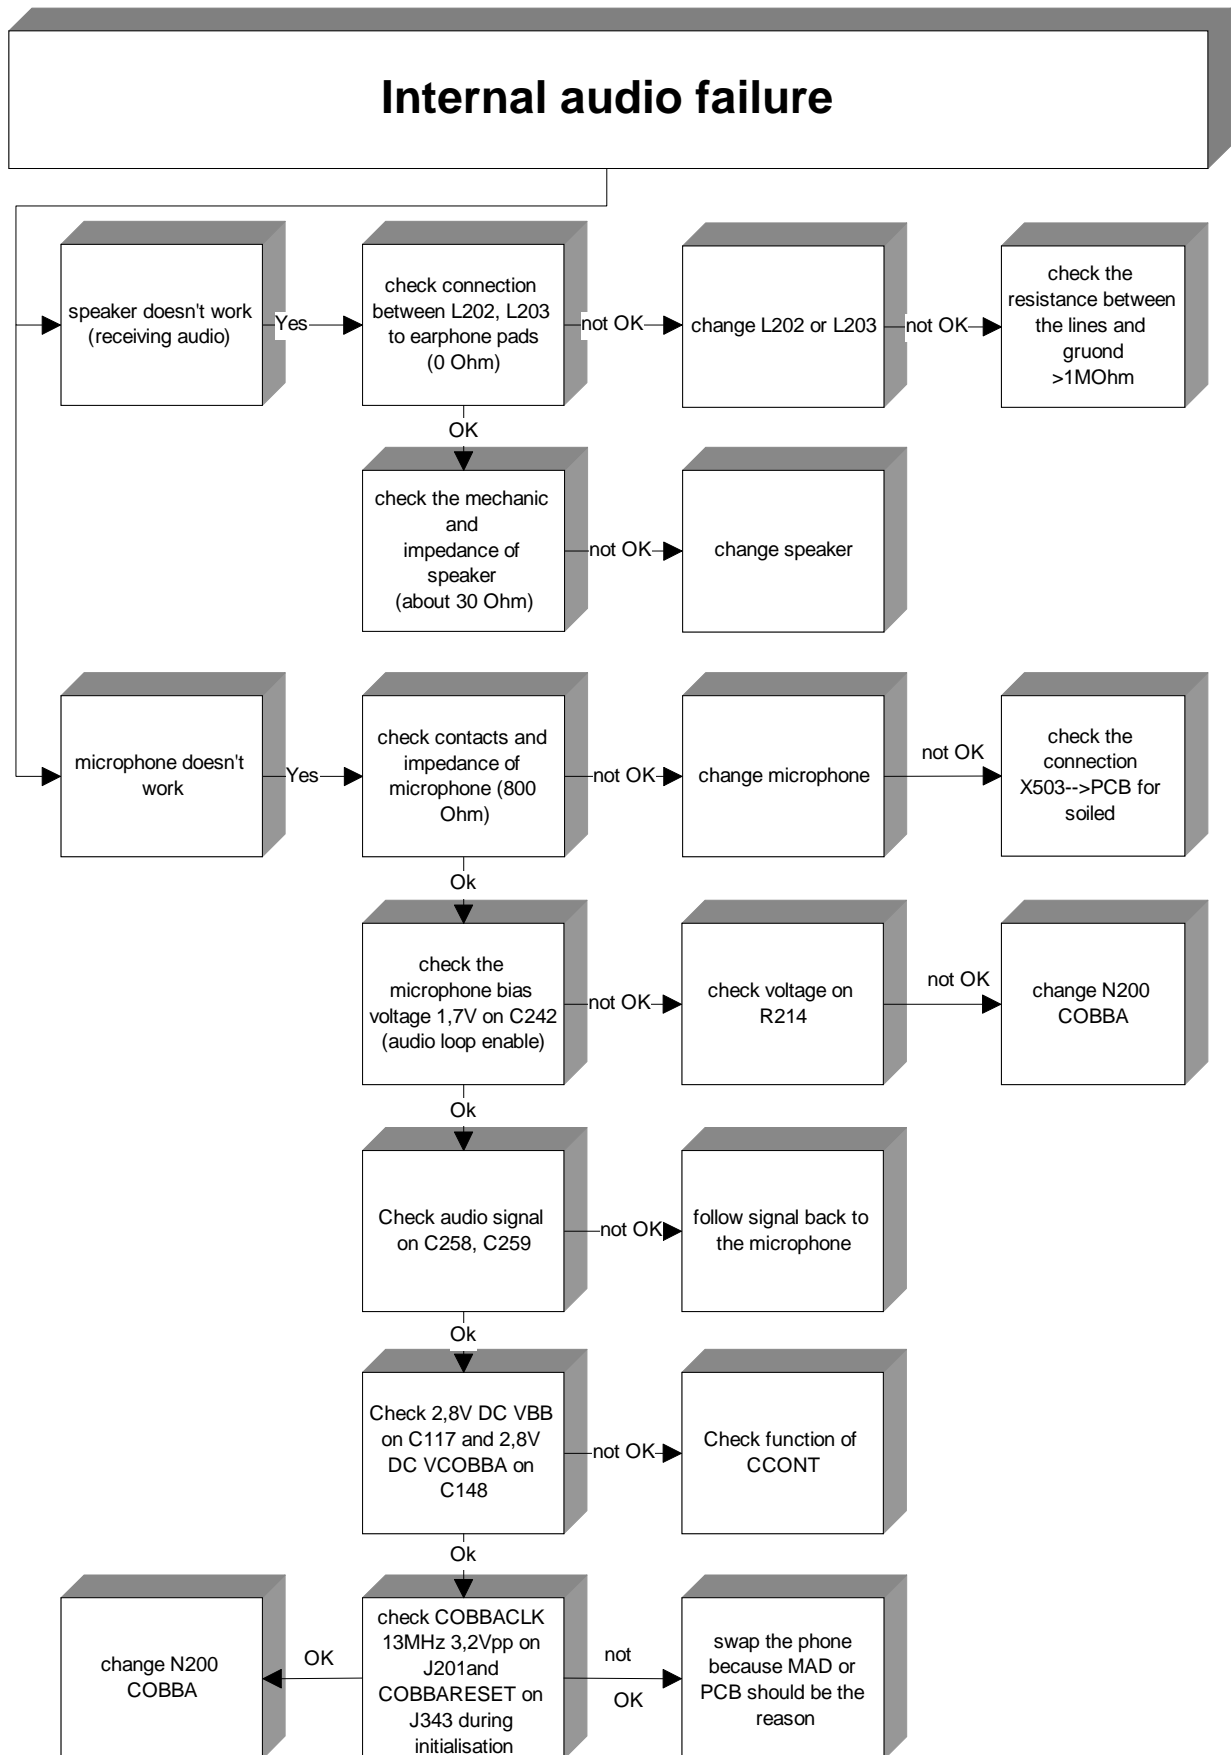 Internal audio failure
speaker doesn't work
(receiving audio)
Yes
check connection
between L202, L203
to earphone pads
(0 Ohm)
not OK
change L202 or L203
not OK
check the
resistance between
the lines and
gruond
>1MOhm
OK
check the mechanic
and
impedance of
speaker
(about 30 Ohm)
not OK
change speaker
microphone doesn't
work
Yes
check contacts and
impedance of
microphone (800
Ohm)
not OK
change microphone
not OK
check the
connection
X503-->PCB for
soiled
Ok
check the
microphone bias
voltage 1,7V on C242
(audio loop enable)
not OK
check voltage on
R214
not OK
change N200
COBBA
Ok
Check audio signal
on C258, C259
not OK
follow signal back to
the microphone
Ok
Check 2,8V DC VBB
on C117 and 2,8V
DC VCOBBA on
C148
not OK
Check function of
CCONT
Ok
change N200
COBBA
OK
check COBBACLK
13MHz 3,2Vpp on
J201and
COBBARESET on
J343 during
initialisation
not
OK
swap the phone
because MAD or
PCB should be the
reason